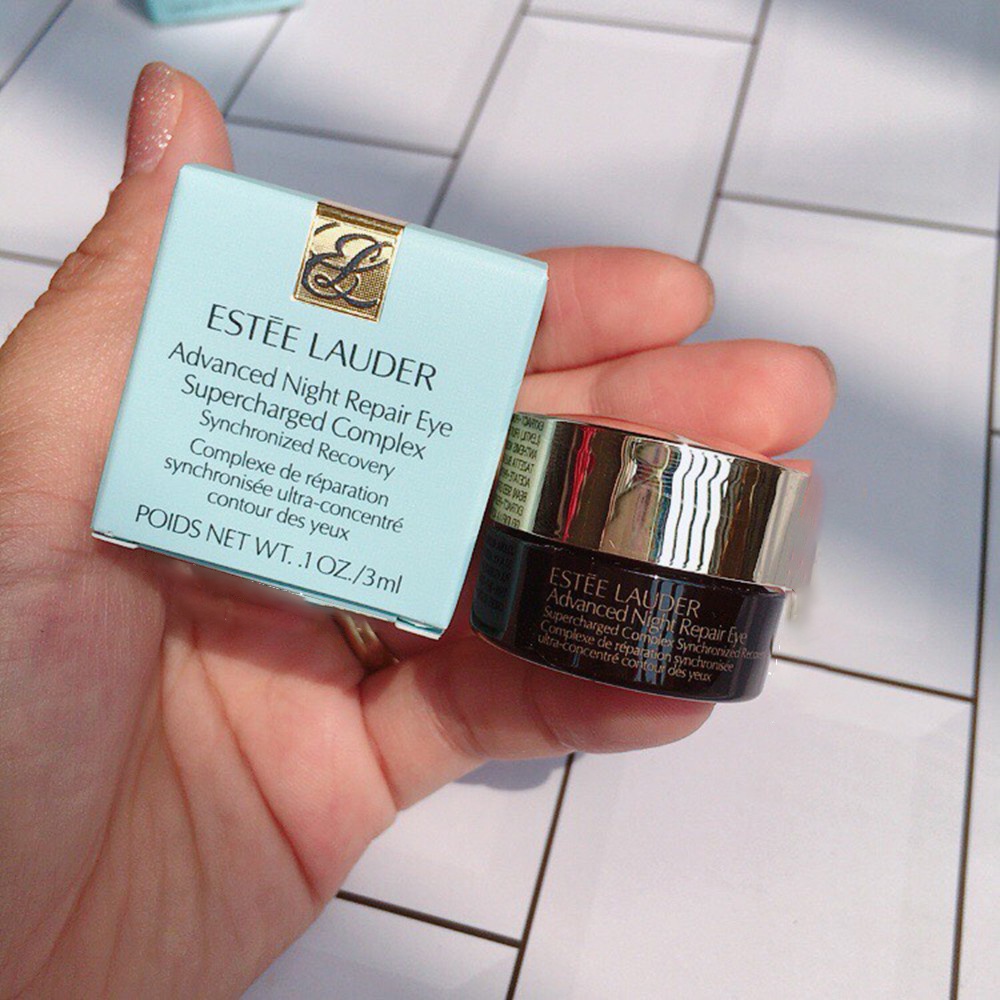 ESTĒE LAUDER
Advanced Night Repair Eye
Supercharged Complex
Synchronized Recovery
Complexe de réparation
synchronisée ultra-concentré
contour des yeux
POIDS NET WT. .1 OZ./3ml
ESTĒE LAUDER
Advanced Night Repair Eye
Supercharged Complex Synchronized Recovery
Complexe de réparation synchronisée
ultra-concentré contour des yeux